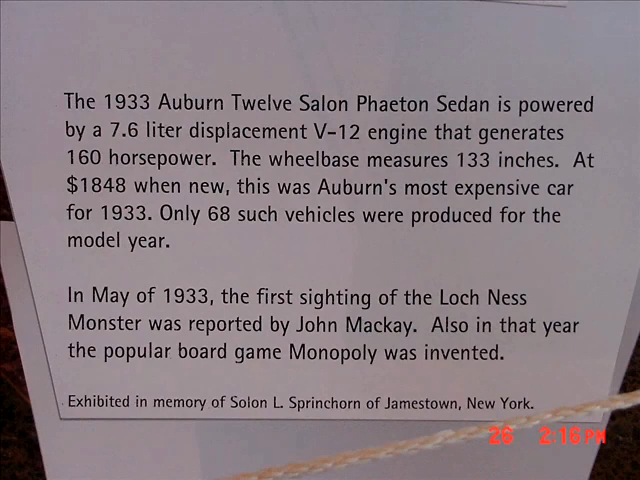 The 1933 Auburn Twelve Salon Phaeton Sedan is powered
by a 7.6 liter displacement V-12 engine that generates
160 horsepower. The wheelbase measures 133 inches. At
$1848 when new, this was Auburn's most expensive car
for 1933. Only 68 such vehicles were produced for the
model year.
In May of 1933, the first sighting of the Loch Ness
Monster was reported by John Mackay. Also in that year
the popular board game Monopoly was invented.
Exhibited in memory of Solon L. Sprinchorn of Jamestown, New York.
26 2:16PM